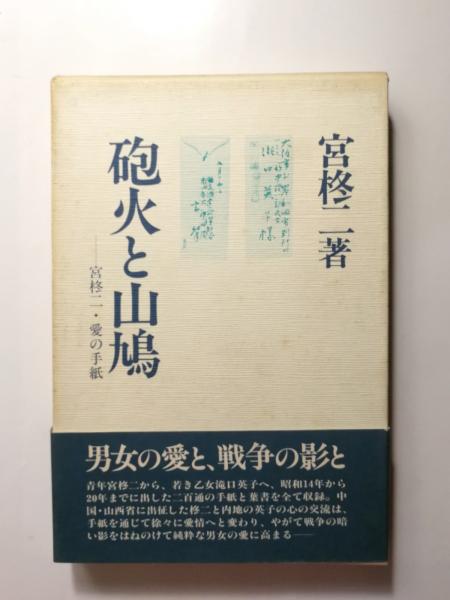 宮柊二著
砲火と山鳩
──宮柊二・愛の手紙
滝口英子様
男女の愛と、戦争の影と
青年宮柊二から、若き乙女滝口英子へ、昭和14年から
20年までに出した二百通の手紙と葉書を全て収録。中
国・山西省に出征した柊二と内地の英子の心の交流は、
手紙を通じて徐々に愛情へと変わり、やがて戦争の暗
い影をはねのけて純粋な男女の愛に高まる──